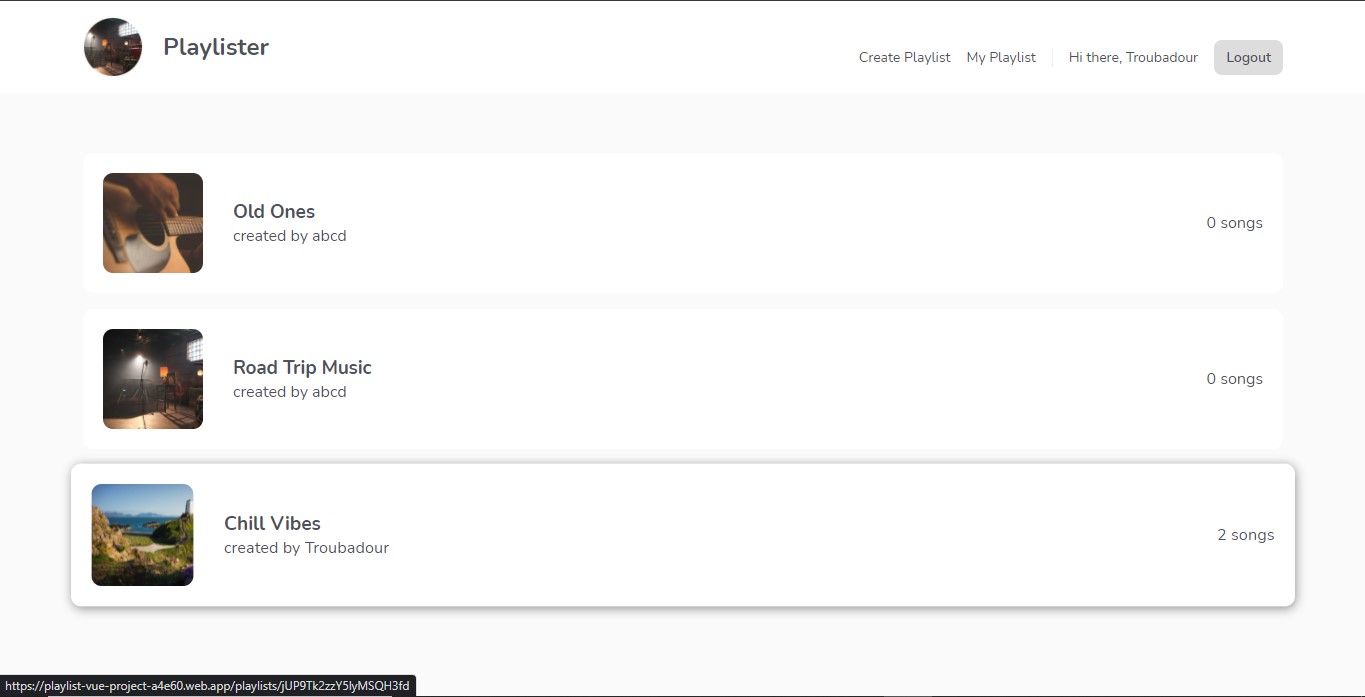 Playlister
Create Playlist My Playlist Hi there, Troubadour Logout
Old Ones
created by abcd
0 songs
Road Trip Music
created by abcd
0 songs
Chill Vibes
created by Troubadour
2 songs
https://playlist-vue-project-a4e60.web.app/playlists/jUP9Tk2zzY5lyMSQH3fd